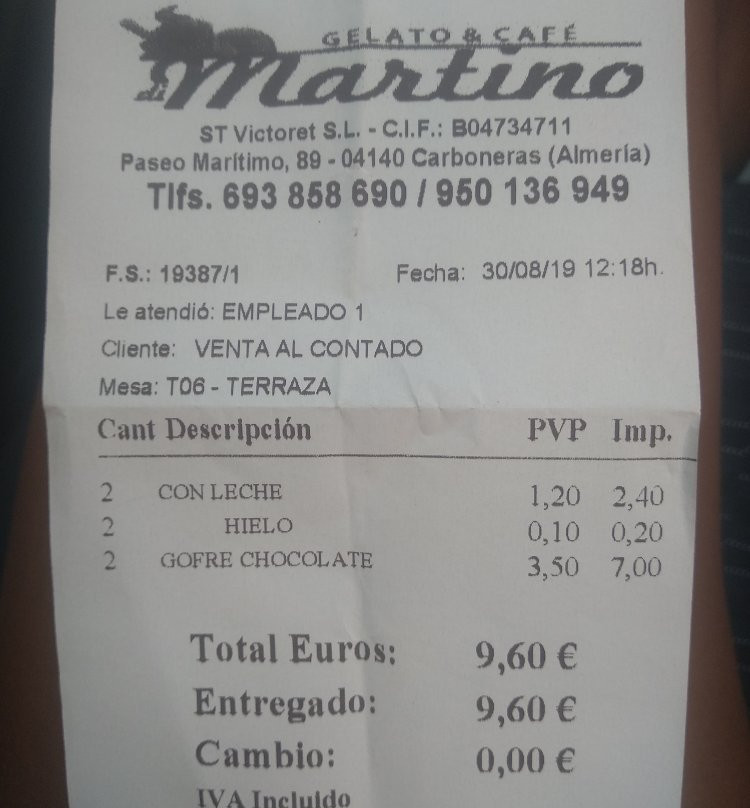 GELATO & CAFÉ
Martino
ST Victoret S.L. - C.I.F.: B04734711
Paseo Marítimo, 89 - 04140 Carboneras (Almería)
Tlfs. 693 858 690 / 950 136 949
F.S.: 19387/1 Fecha: 30/08/19 12:18h.
Le atendió: EMPLEADO 1
Cliente: VENTA AL CONTADO
Mesa: T06 - TERRAZA
Cant Descripción PVP Imp.
2 CON LECHE 1,20 2,40
2 HIELO 0,10 0,20
2 GOFRE CHOCOLATE 3,50 7,00
Total Euros: 9,60 €
Entregado: 9,60 €
Cambio: 0,00 €
IVA Incluido